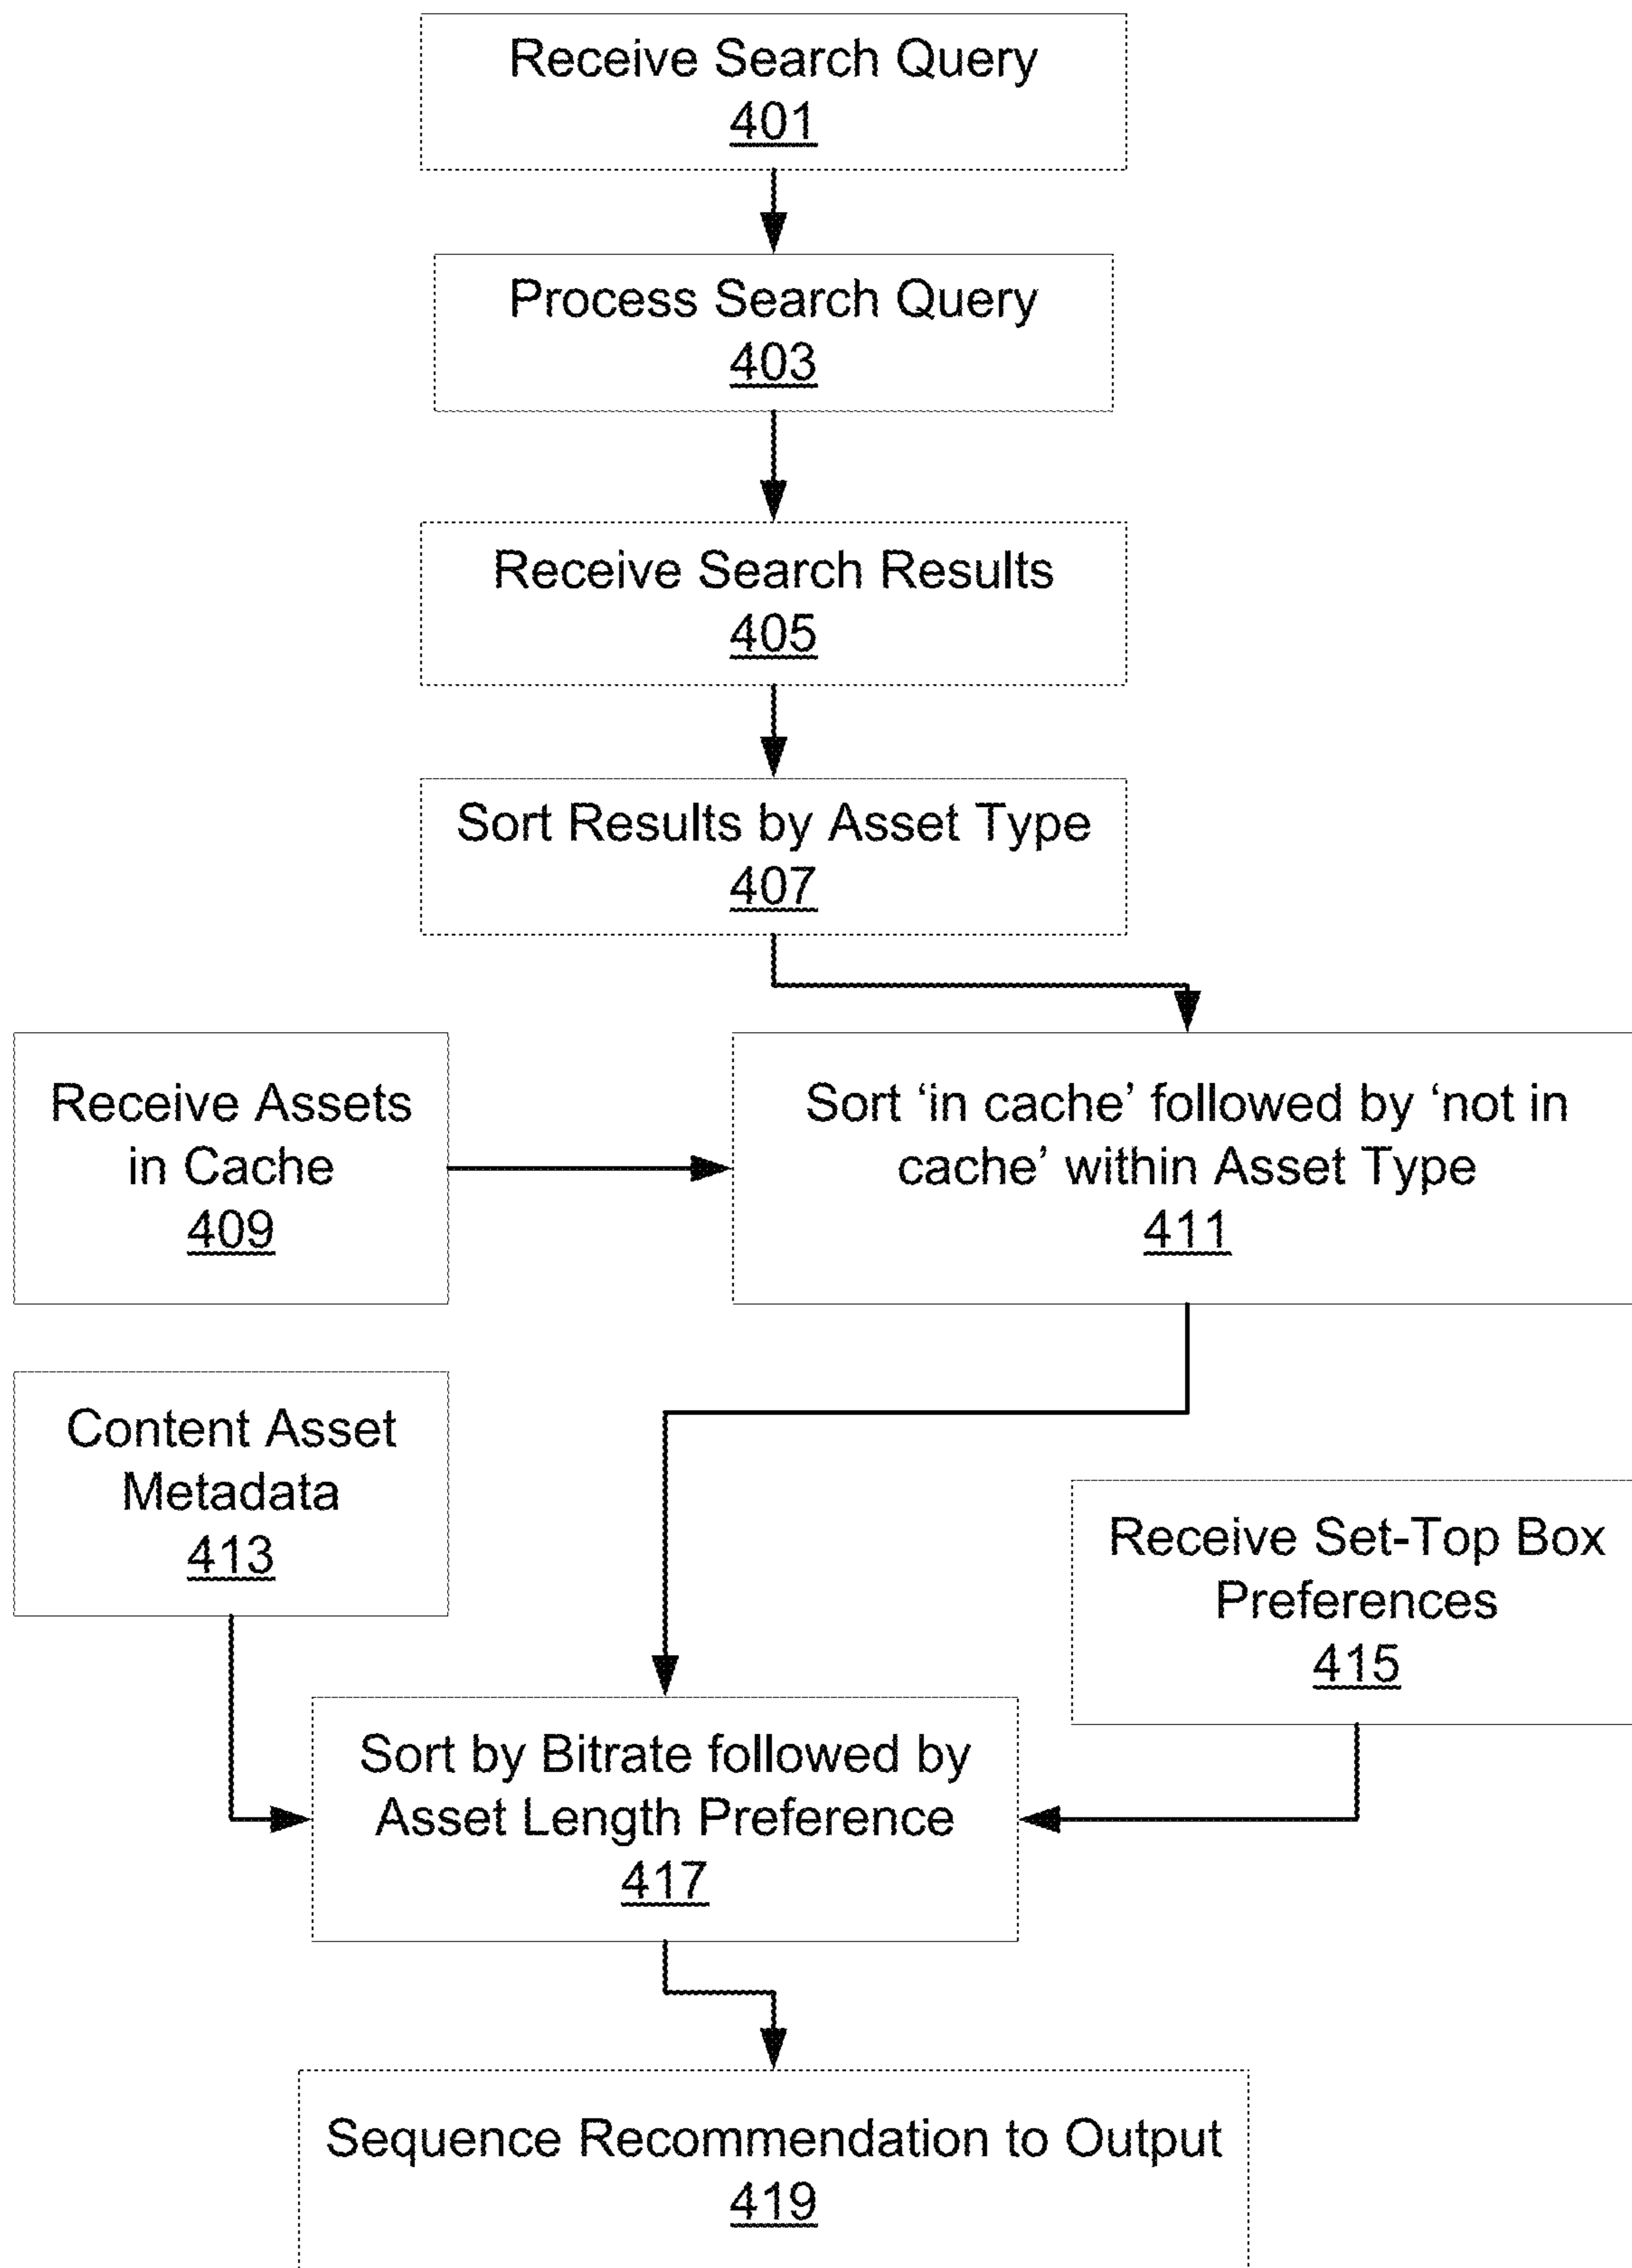 Receive Search Query
401
Process Search Query
403
Receive Search Results
405
Sort Results by Asset Type
407
Receive Assets
in Cache
409
Sort ‘in cache’ followed by ‘not in
cache’ within Asset Type
411
Content Asset
Metadata
413
Receive Set-Top Box
Preferences
415
Sort by Bitrate followed by
Asset Length Preference
417
Sequence Recommendation to Output
419